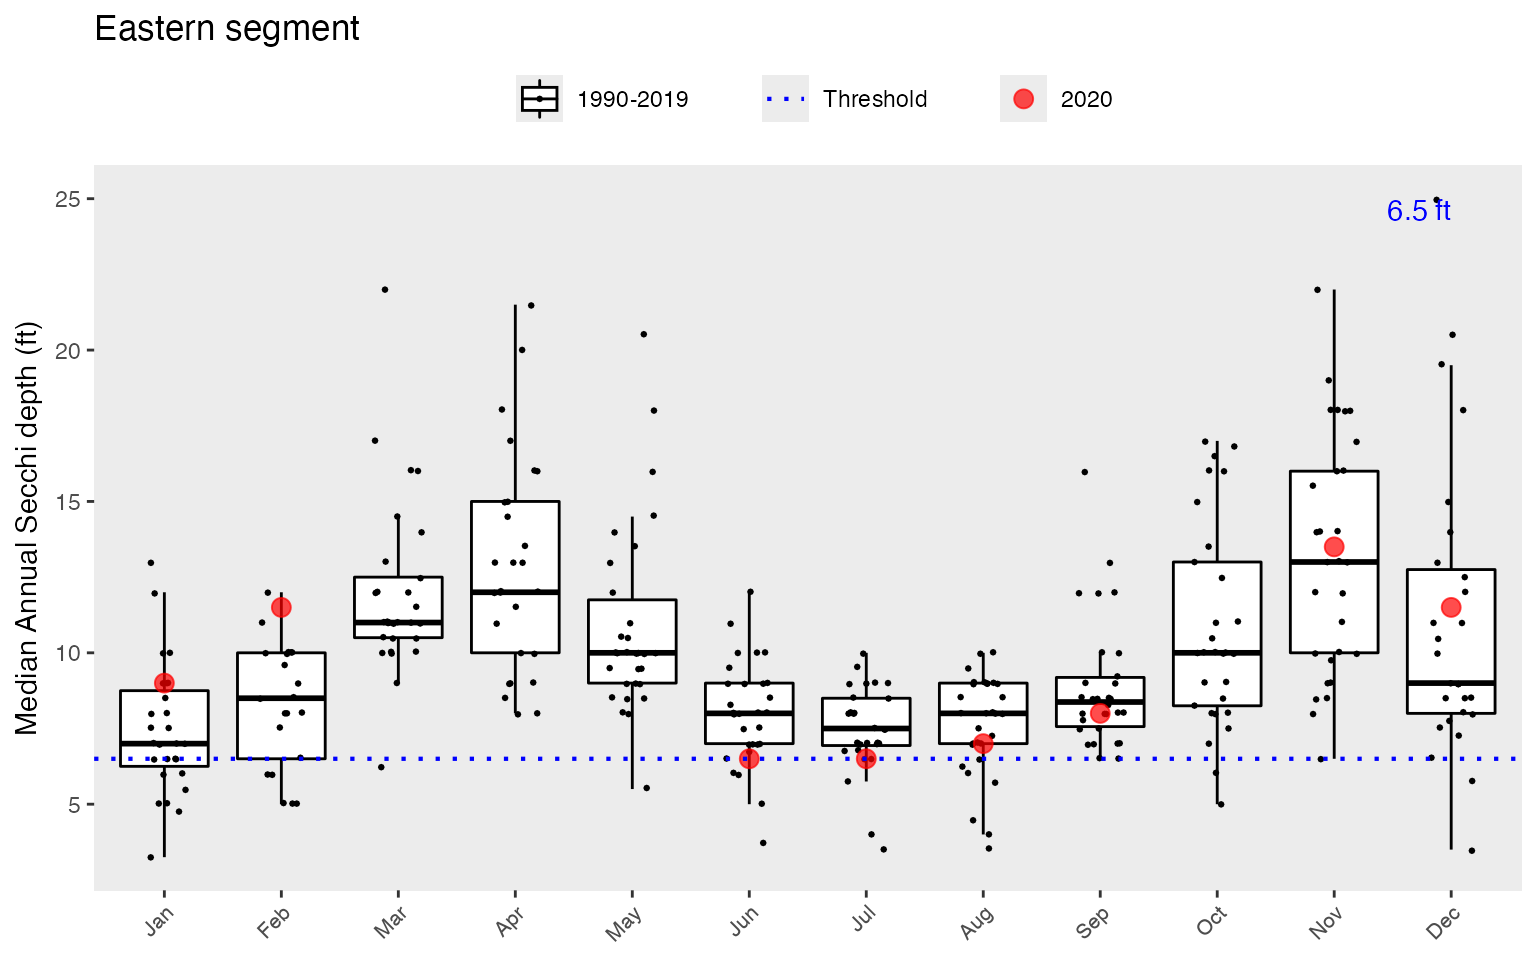 Eastern segment
1990-2019 Threshold 2020
Median Annual Secchi depth (ft)
25
20
15
10
5
6.5 ft
Jan Feb Mar Apr May Jun Jul Aug Sep Oct Nov Dec